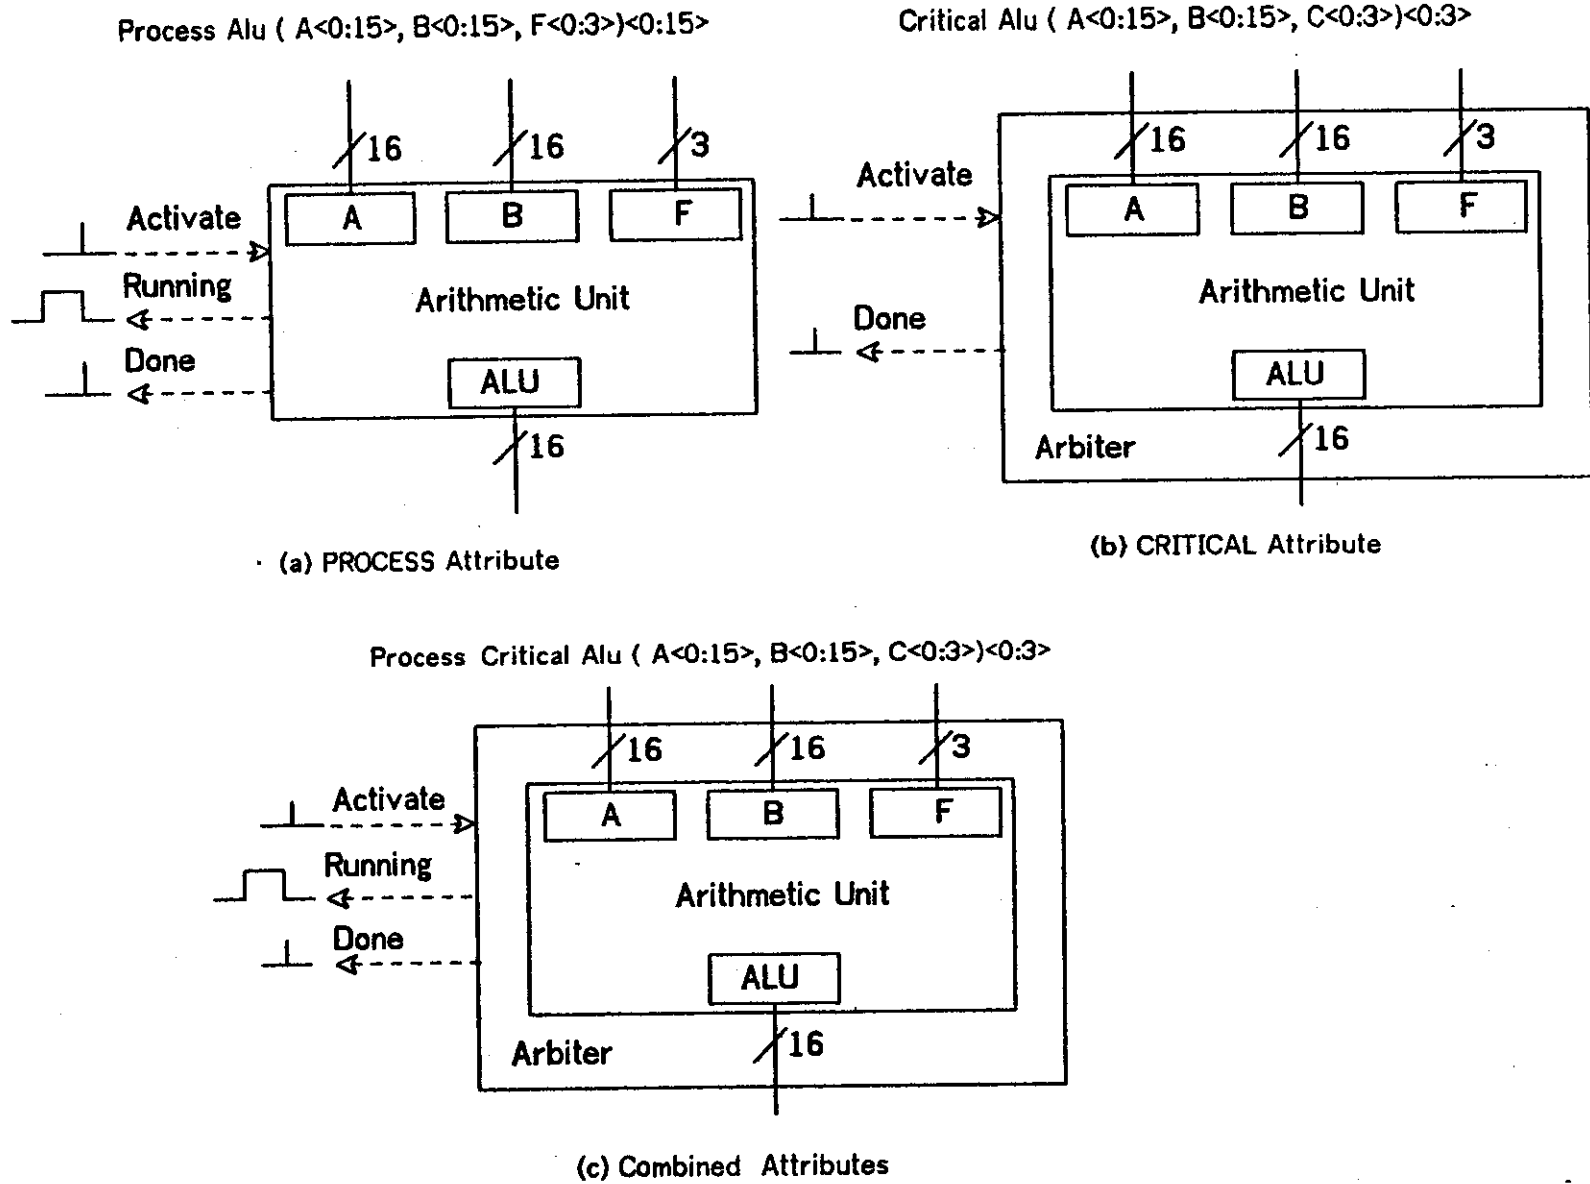 Process Alu ( A<0:15>, B<0:15>, F<0:3>)<0:15>
16
16
3
Activate
A
B
F
Running
Arithmetic Unit
Done
ALU
16
(a) PROCESS Attribute
Critical Alu ( A<0:15>, B<0:15>, C<0:3>)<0:3>
16
16
3
Activate
A
B
F
Arithmetic Unit
Done
ALU
Arbiter
16
(b) CRITICAL Attribute
Process Critical Alu ( A<0:15>, B<0:15>, C<0:3>)<0:3>
16
16
3
Activate
A
B
F
Running
Arithmetic Unit
Done
ALU
Arbiter
16
(c) Combined Attributes